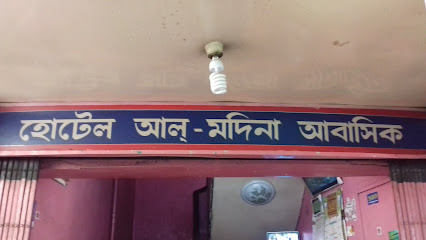 হোটেল আল্-মদিনা আবাসিক